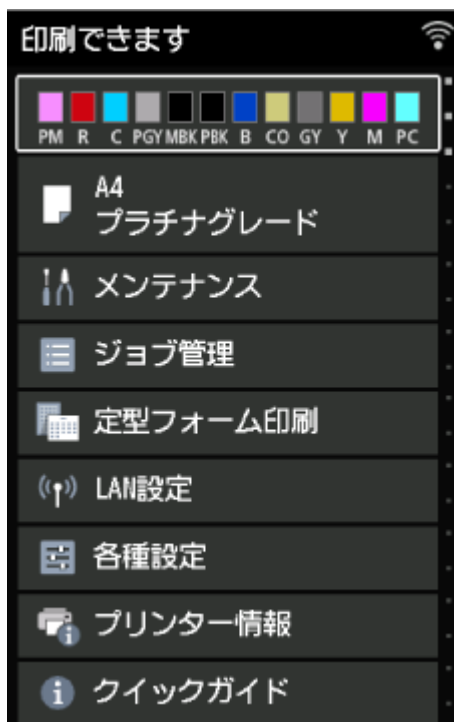 印刷できます
PM R C PGY MBK PBK B CO GY Y M PC
A4
プラチナグレード
メンテナンス
ジョブ管理
定型フォーム印刷
LAN設定
各種設定
プリンター情報
クイックガイド